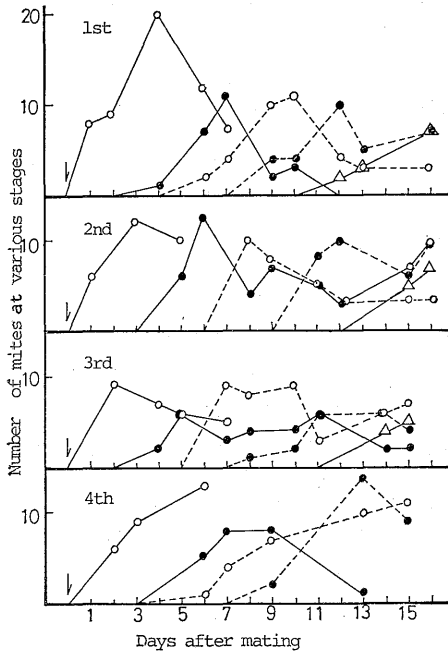 Number of mites at various stages
20
1st
10
2nd
10
3rd
10
4th
10
1 3 5 7 9 11 13 15
Days after mating